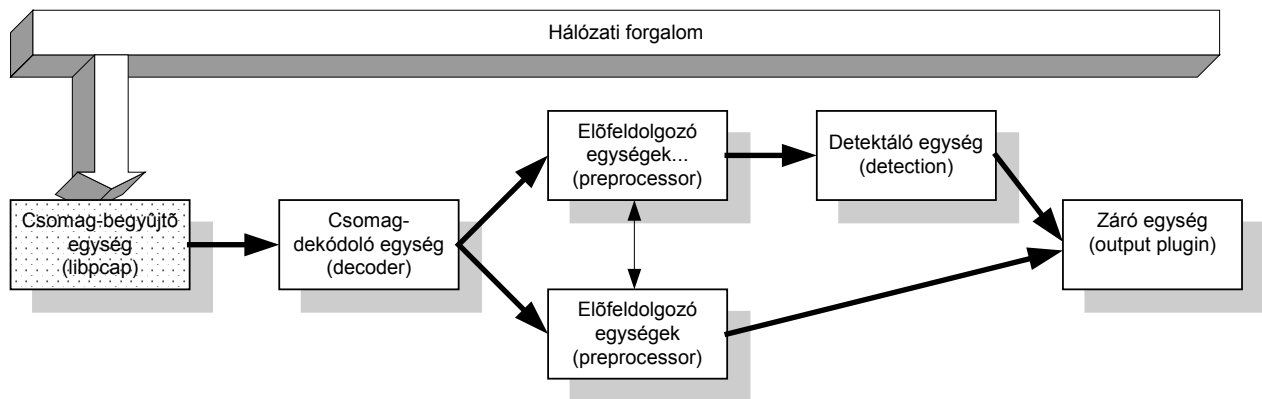 Hálózati forgalom
Elõfeldolgozó
egységek...
(preprocessor)
Detektáló egység
(detection)
Csomag-begyûjtõ
egység
(libpcap)
Csomag-
dekódoló egység
(decoder)
Záró egység
(output plugin)
Elõfeldolgozó
egységek
(preprocessor)